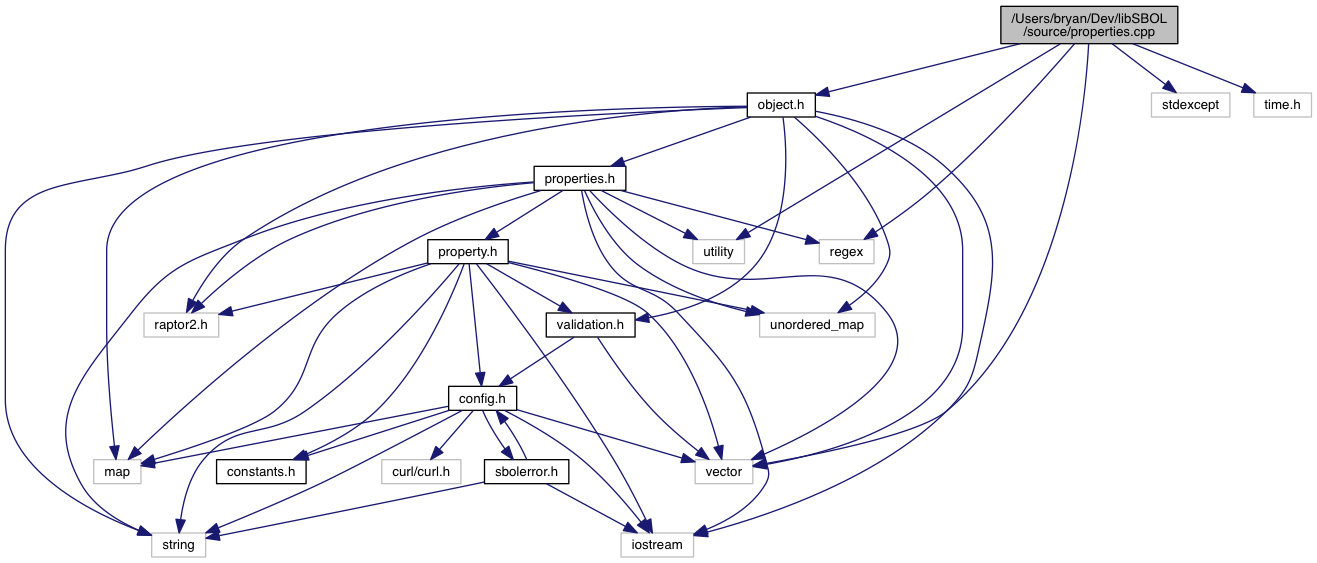 /Users/bryan/Dev/libSBOL
/source/properties.cpp
object.h
stdexcept
time.h
properties.h
property.h
utility
regex
raptor2.h
validation.h
unordered_map
config.h
map
constants.h
curl/curl.h
sbolerror.h
vector
string
iostream